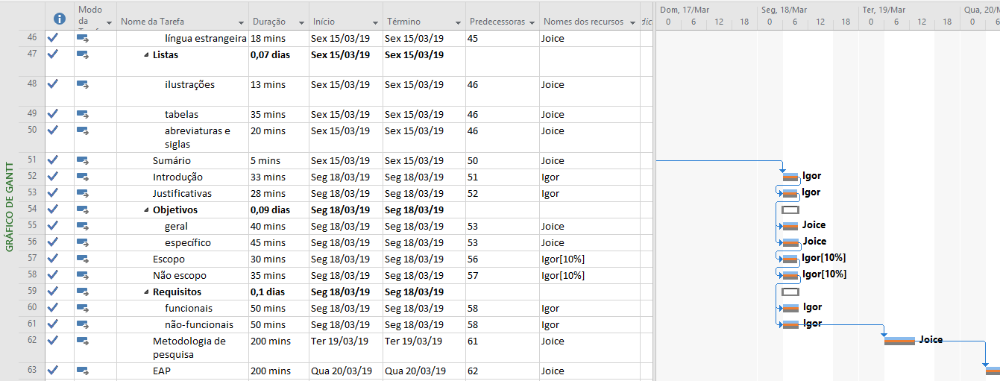 Dom, 17/Mar Seg, 18/Mar Ter, 19/Mar Qua, 20/M
Modo da Nome da Tarefa Duração Início Término Predecessoras Nomes dos recursos
0 6 12 18 0 6 12 18 0 6 12 18 0 6
46 língua estrangeira 18 mins Sex 15/03/19 Sex 15/03/19 45 Joice
47 Listas 0,07 dias Sex 15/03/19 Sex 15/03/19
48 ilustrações 13 mins Sex 15/03/19 Sex 15/03/19 46 Joice
49 tabelas 35 mins Sex 15/03/19 Sex 15/03/19 46 Joice
50 abreviaturas e siglas 20 mins Sex 15/03/19 Sex 15/03/19 46 Joice
51 Sumário 5 mins Sex 15/03/19 Sex 15/03/19 50 Joice
52 Introdução 33 mins Seg 18/03/19 Seg 18/03/19 51 Igor Igor
53 Justificativas 28 mins Seg 18/03/19 Seg 18/03/19 52 Igor Igor
54 Objetivos 0,09 dias Seg 18/03/19 Seg 18/03/19
55 geral 40 mins Seg 18/03/19 Seg 18/03/19 53 Joice Joice
56 específico 45 mins Seg 18/03/19 Seg 18/03/19 53 Joice Joice
57 Escopo 30 mins Seg 18/03/19 Seg 18/03/19 56 Igor[10%] Igor[10%]
58 Não escopo 35 mins Seg 18/03/19 Seg 18/03/19 57 Igor[10%] Igor[10%]
59 Requisitos 0,1 dias Seg 18/03/19 Seg 18/03/19
60 funcionais 50 mins Seg 18/03/19 Seg 18/03/19 58 Igor Igor
61 não-funcionais 50 mins Seg 18/03/19 Seg 18/03/19 58 Igor Igor
62 Metodologia de pesquisa 200 mins Ter 19/03/19 Ter 19/03/19 61 Joice Joice
63 EAP 200 mins Qua 20/03/19 Qua 20/03/19 62 Joice
GRÁFICO DE GANTT